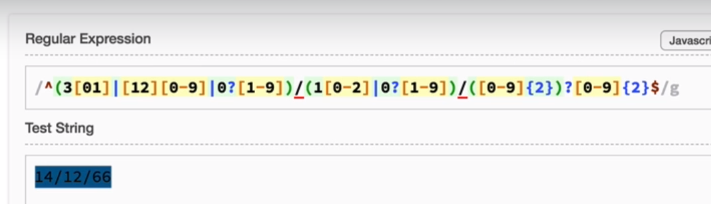 Regular Expression
Javascri
/^(3[01]|[12][0-9]|0?[1-9])/(1[0-2]|0?[1-9])/([0-9]{2})?[0-9]{2}$/g
Test String
14/12/66